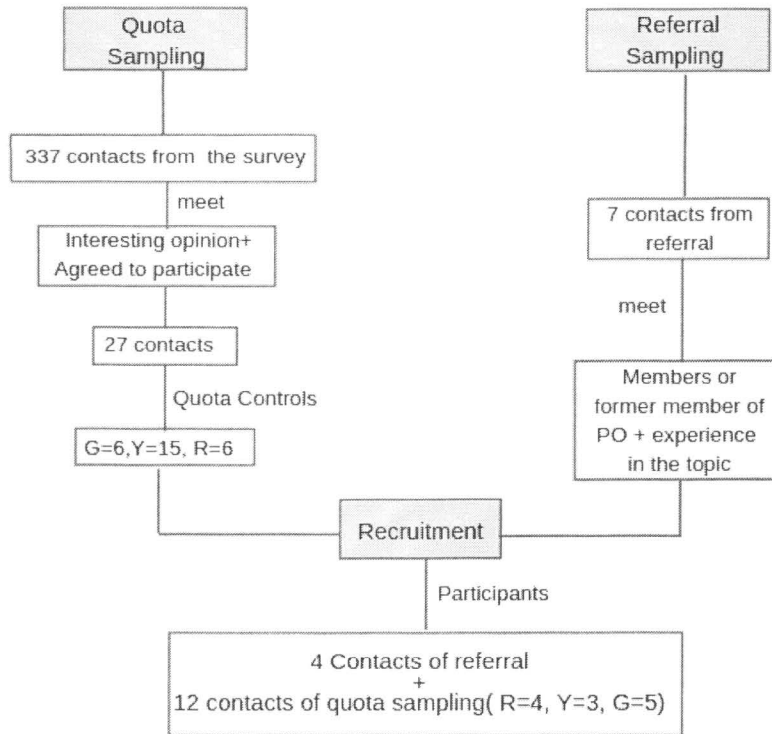 Quota
Sampling
337 contacts from the survey
meet
Interesting opinion+
Agreed to participate
27 contacts
Quota Controls
G=6,Y=15, R=6
Referral
Sampling
7 contacts from
referral
meet
Members or
former member of
PO + experience
in the topic
Recruitment
Participants
4 Contacts of referral
+
12 contacts of quota sampling( R=4, Y=3, G=5)